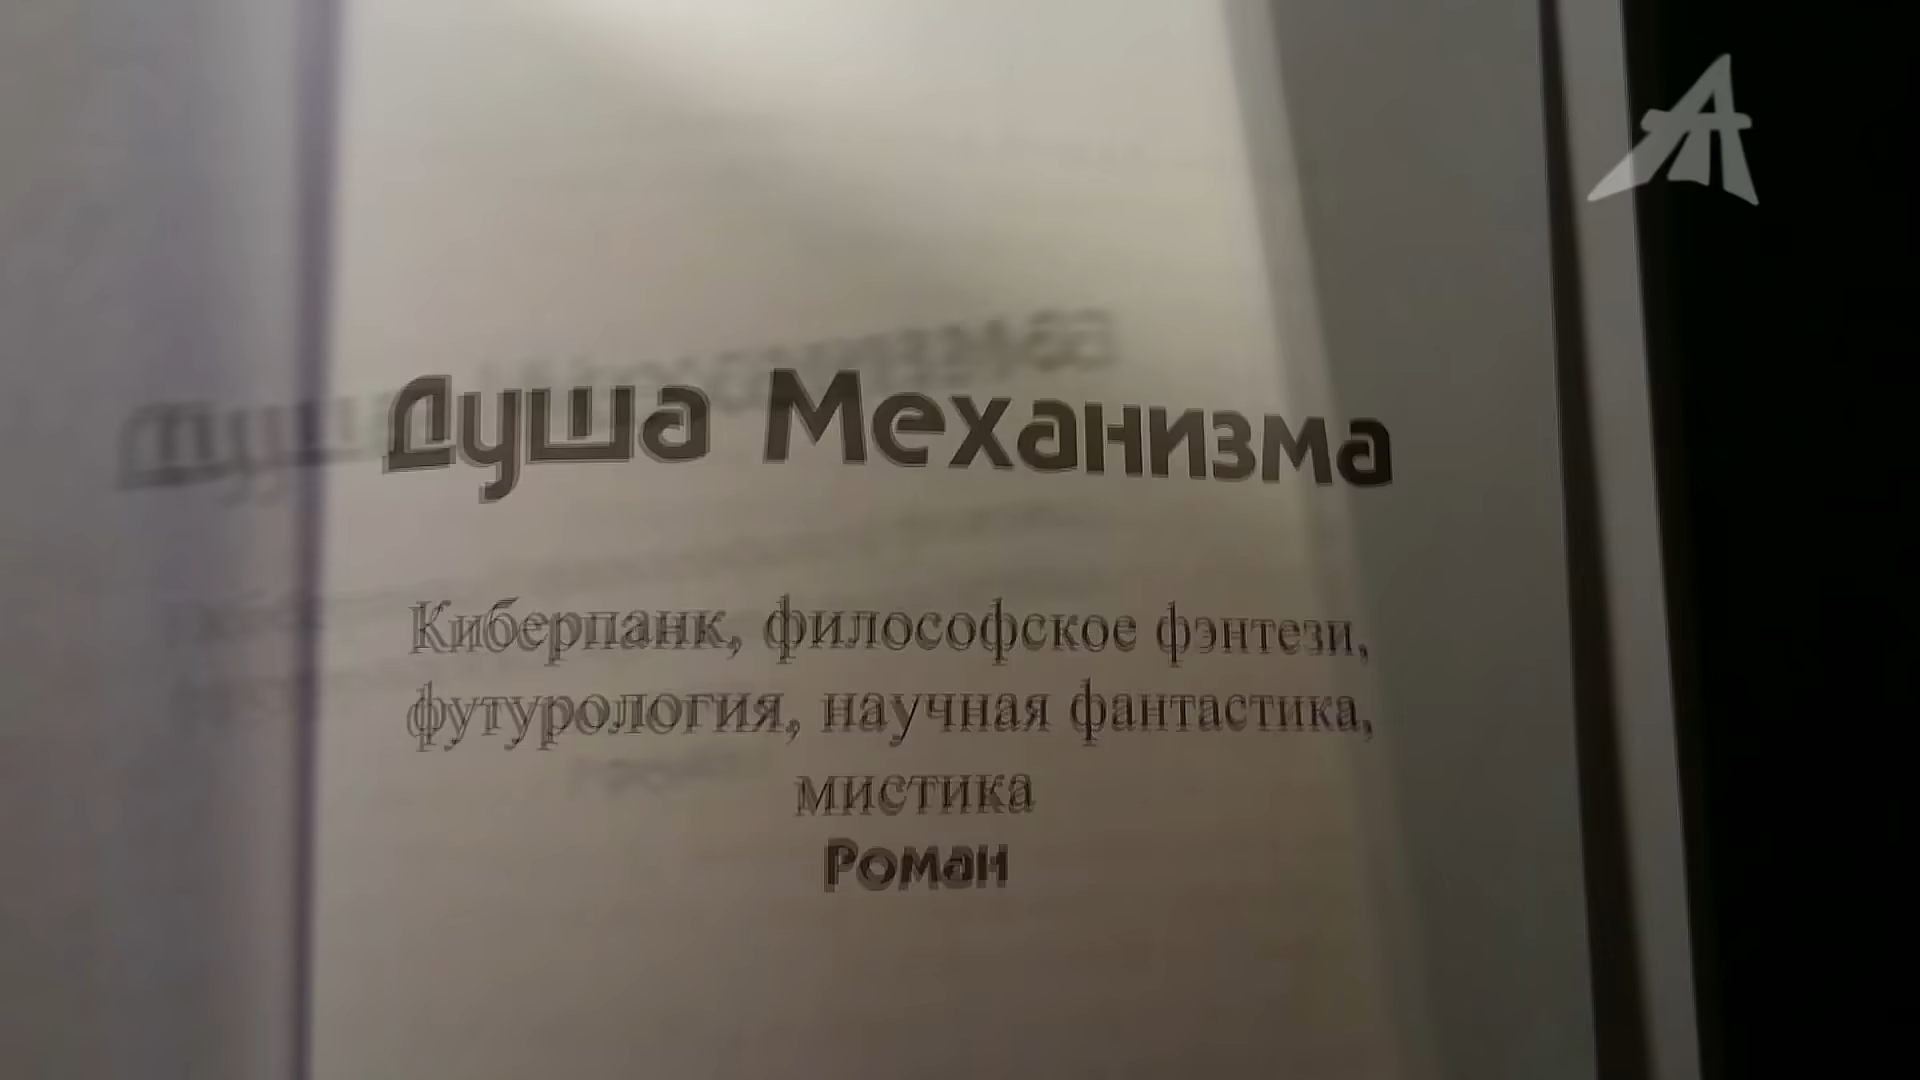 Душа Механизма
Киберпанк, философское фэнтези,
футурология, научная фантастика,
мистика
Роман